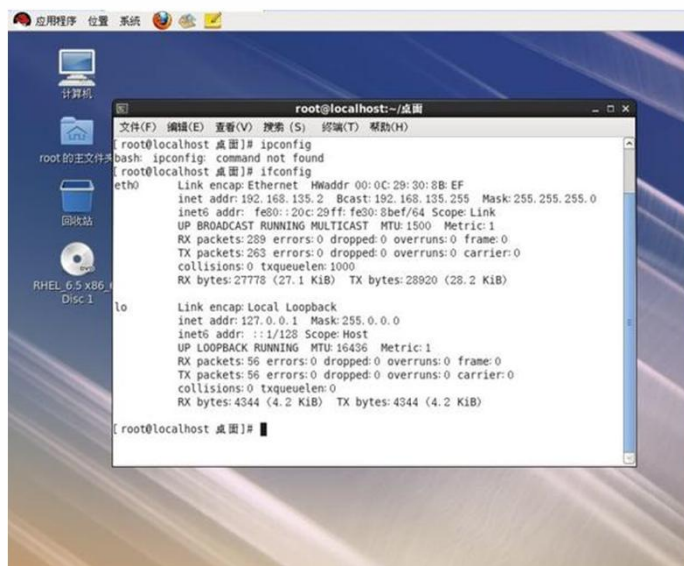 应用程序 位置 系统
计算机
root 的主文件夹
回收站
RHEL_6.5 x86_6
Disc 1
root@localhost:~/桌面
文件(F) 编辑(E) 查看(V) 搜索 (S) 终端(T) 帮助(H)
[root@localhost 桌面]# ipconfig
bash: ipconfig: command not found
[root@localhost 桌面]# ifconfig
eth0 Link encap:Ethernet HWaddr 00:0C:29:30:8B:EF
inet addr:192.168.135.2 Bcast:192.168.135.255 Mask:255.255.255.0
inet6 addr: fe80::20c:29ff:fe30:8bef/64 Scope:Link
UP BROADCAST RUNNING MULTICAST MTU:1500 Metric:1
RX packets:289 errors:0 dropped:0 overruns:0 frame:0
TX packets:263 errors:0 dropped:0 overruns:0 carrier:0
collisions:0 txqueuelen:1000
RX bytes:27778 (27.1 KiB) TX bytes:28920 (28.2 KiB)
lo Link encap:Local Loopback
inet addr:127.0.0.1 Mask:255.0.0.0
inet6 addr: ::1/128 Scope:Host
UP LOOPBACK RUNNING MTU:16436 Metric:1
RX packets:56 errors:0 dropped:0 overruns:0 frame:0
TX packets:56 errors:0 dropped:0 overruns:0 carrier:0
collisions:0 txqueuelen:0
RX bytes:4344 (4.2 KiB) TX bytes:4344 (4.2 KiB)
[root@localhost 桌面]#